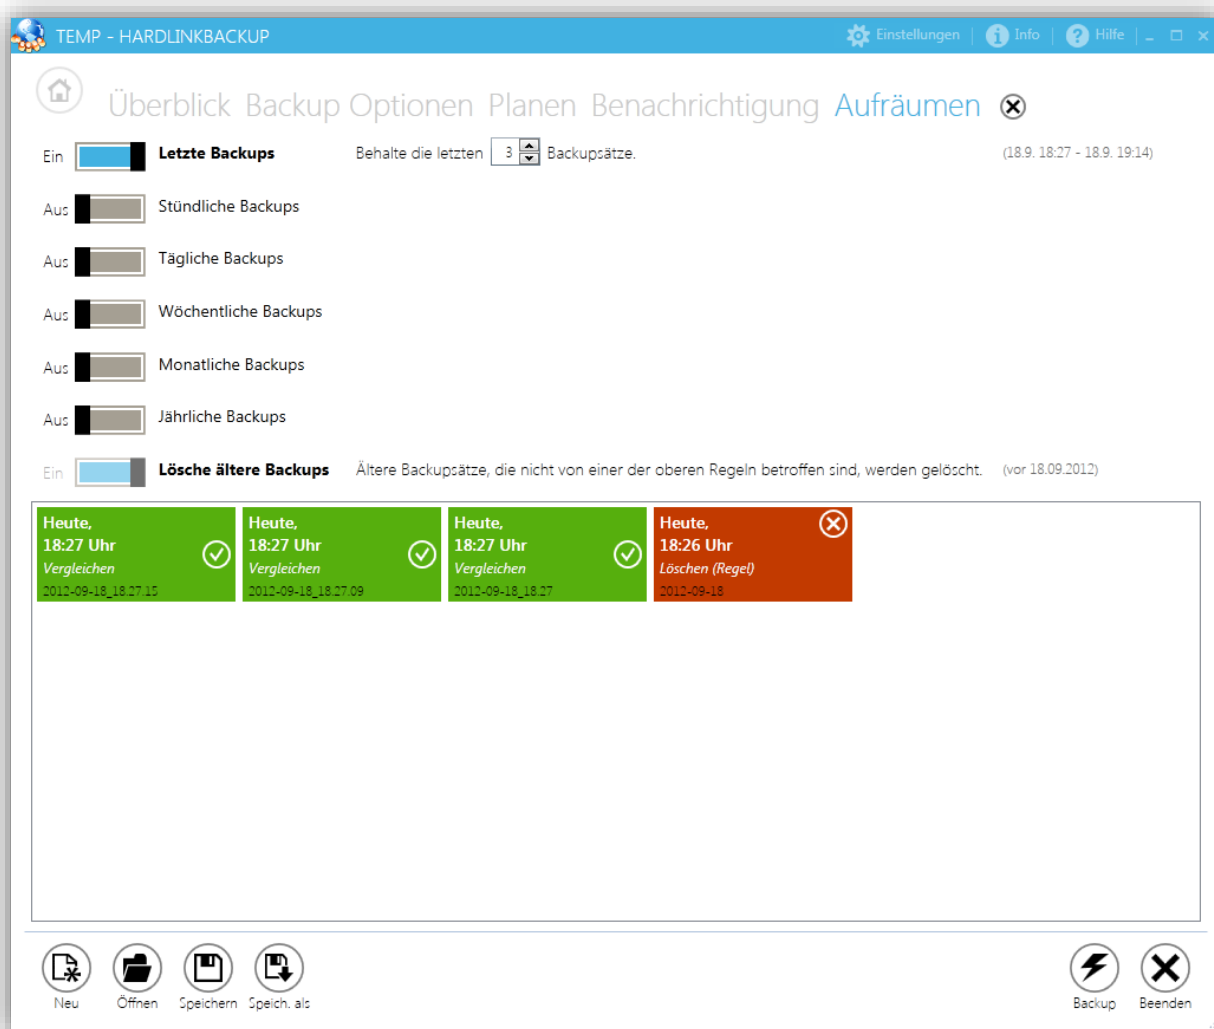 TEMP - HARDLINKBACKUP
Einstellungen | Info | Hilfe
Überblick Backup Optionen Planen Benachrichtigung Aufräumen
Ein Letzte Backups Behalte die letzten 3 Backupsätze. (18.9. 18:27 - 18.9. 19:14)
Aus Stündliche Backups
Aus Tägliche Backups
Aus Wöchentliche Backups
Aus Monatliche Backups
Aus Jährliche Backups
Ein Lösche ältere Backups Ältere Backupsätze, die nicht von einer der oberen Regeln betroffen sind, werden gelöscht. (vor 18.09.2012)
Heute,
18:27 Uhr
Vergleichen
2012-09-18_18.27.15
Heute,
18:27 Uhr
Vergleichen
2012-09-18_18.27.09
Heute,
18:27 Uhr
Vergleichen
2012-09-18_18.27
Heute,
18:26 Uhr
Löschen (Regel)
2012-09-18
Neu Öffnen Speichern Speich. als Backup Beenden